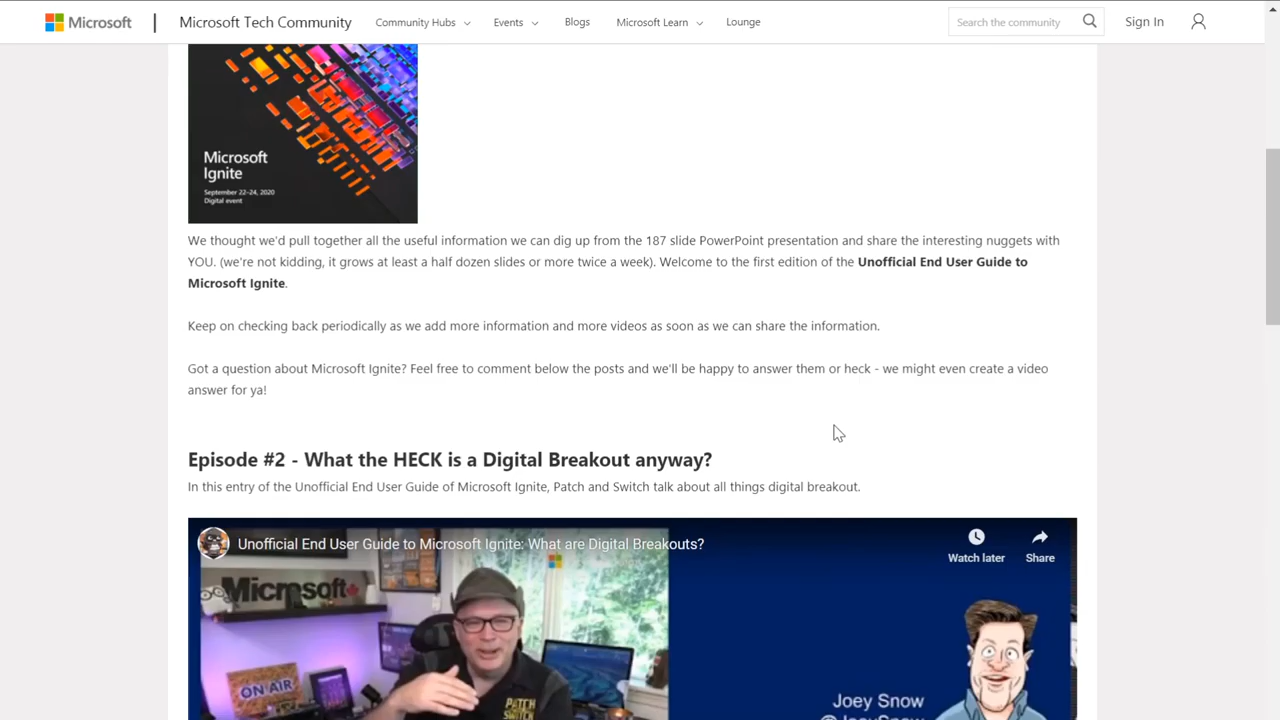 Microsoft | Microsoft Tech Community Community Hubs Events Blogs Microsoft Learn Lounge Search the community Sign In
Microsoft
Ignite
September 22–24, 2020
Digital event
We thought we'd pull together all the useful information we can dig up from the 187 slide PowerPoint presentation and share the interesting nuggets with
YOU. (we're not kidding, it grows at least a half dozen slides or more twice a week). Welcome to the first edition of the Unofficial End User Guide to
Microsoft Ignite.
Keep on checking back periodically as we add more information and more videos as soon as we can share the information.
Got a question about Microsoft Ignite? Feel free to comment below the posts and we'll be happy to answer them or heck - we might even create a video
answer for ya!
Episode #2 - What the HECK is a Digital Breakout anyway?
In this entry of the Unofficial End User Guide of Microsoft Ignite, Patch and Switch talk about all things digital breakout.
Unofficial End User Guide to Microsoft Ignite: What are Digital Breakouts?
Watch later Share
Microsoft
ON AIR
PATCH
SWITCH
Joey Snow